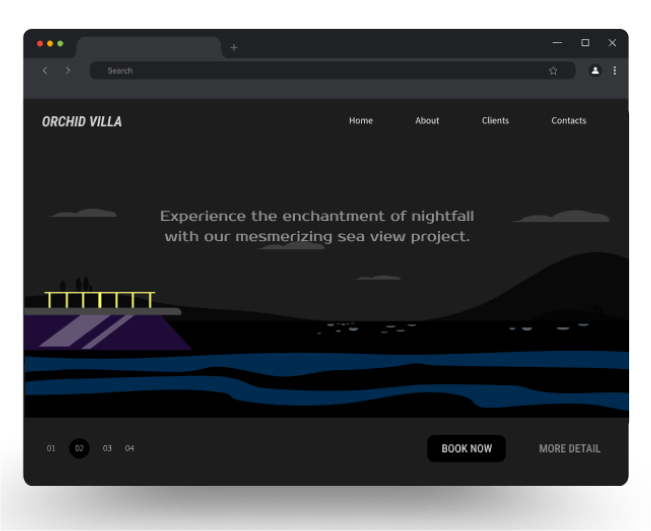 Search
ORCHID VILLA
Home About Clients Contacts
Experience the enchantment of nightfall
with our mesmerizing sea view project.
01 02 03 04
BOOK NOW MORE DETAIL